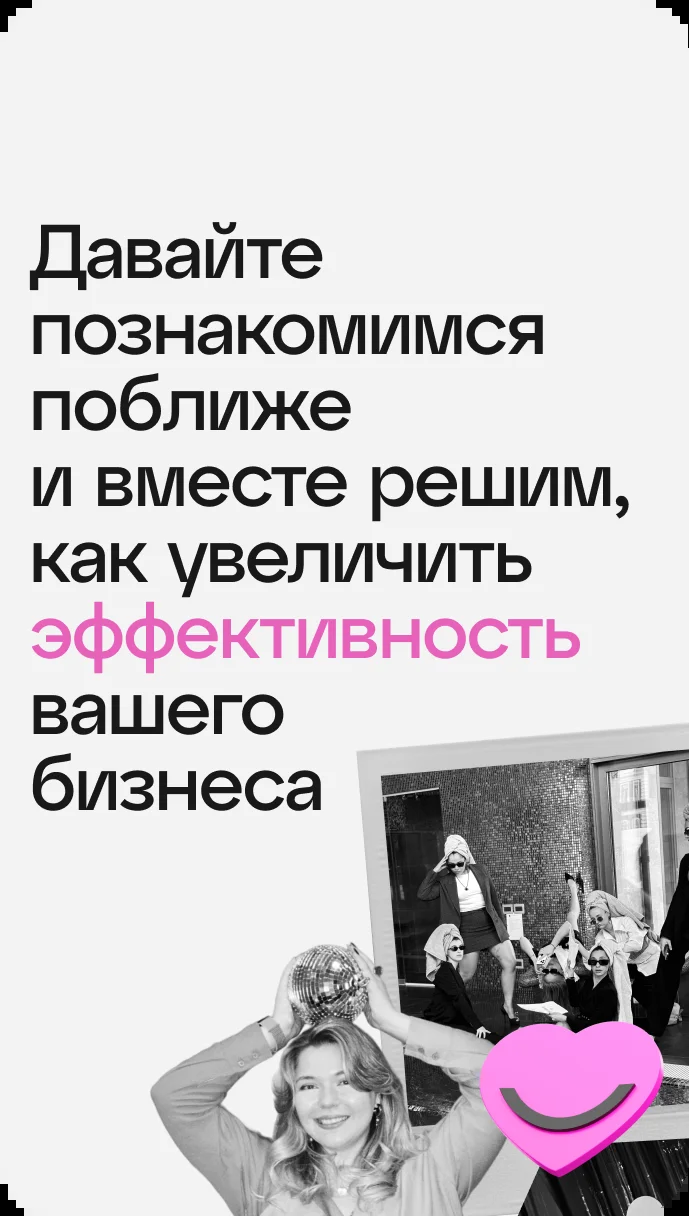 Давайте
познакомимся
поближе
и вместе решим,
как увеличить
эффективность
вашего
бизнеса